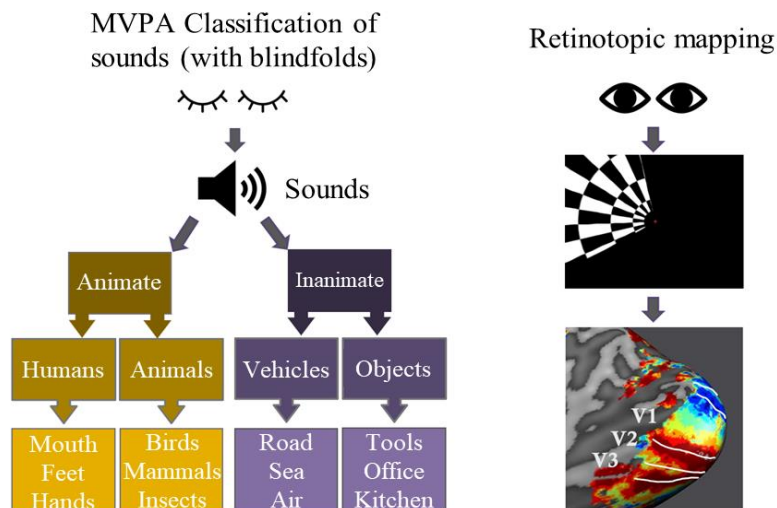 MVPA Classification of
sounds (with blindfolds)
Retinotopic mapping
Sounds
Animate
Inanimate
Humans
Animals
Vehicles
Objects
Mouth
Feet
Hands
Birds
Mammals
Insects
Road
Sea
Air
Tools
Office
Kitchen
V1
V2
V3